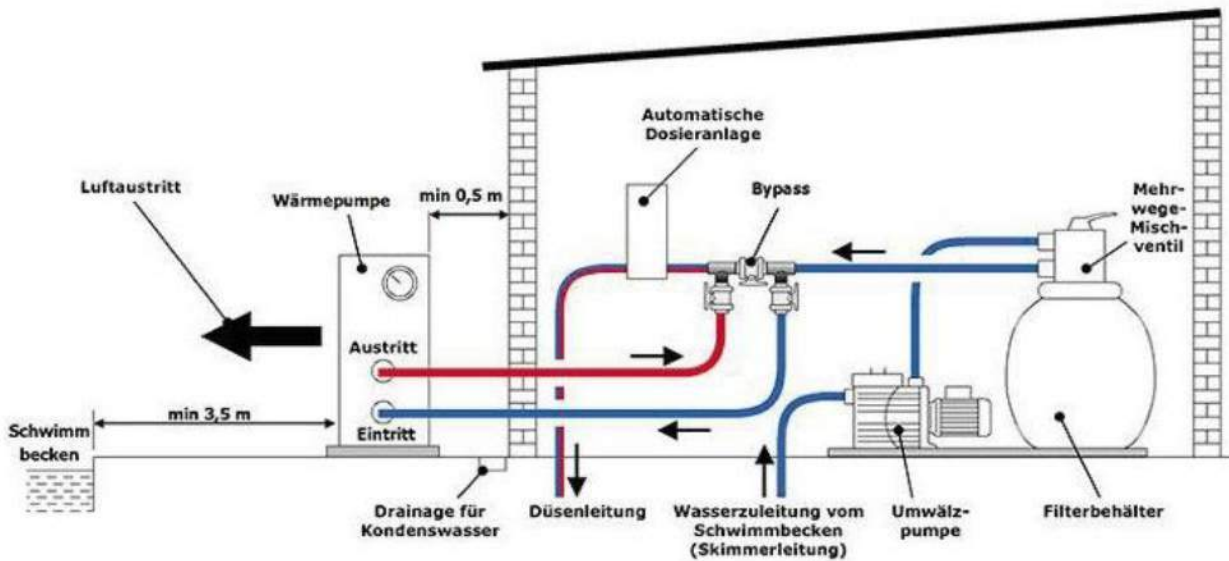 Automatische
Dosieranlage
Luftaustritt
Wärmepumpe
min 0,5 m
Bypass
Mehr-
wege-
Misch-
ventil
Austritt
min 3,5 m
Eintritt
Schwimm
becken
Drainage für
Kondenswasser
Düsenleitung
Wasserzuleitung vom
Schwimmbecken
(Skimmerleitung)
Umwälz-
pumpe
Filterbehälter